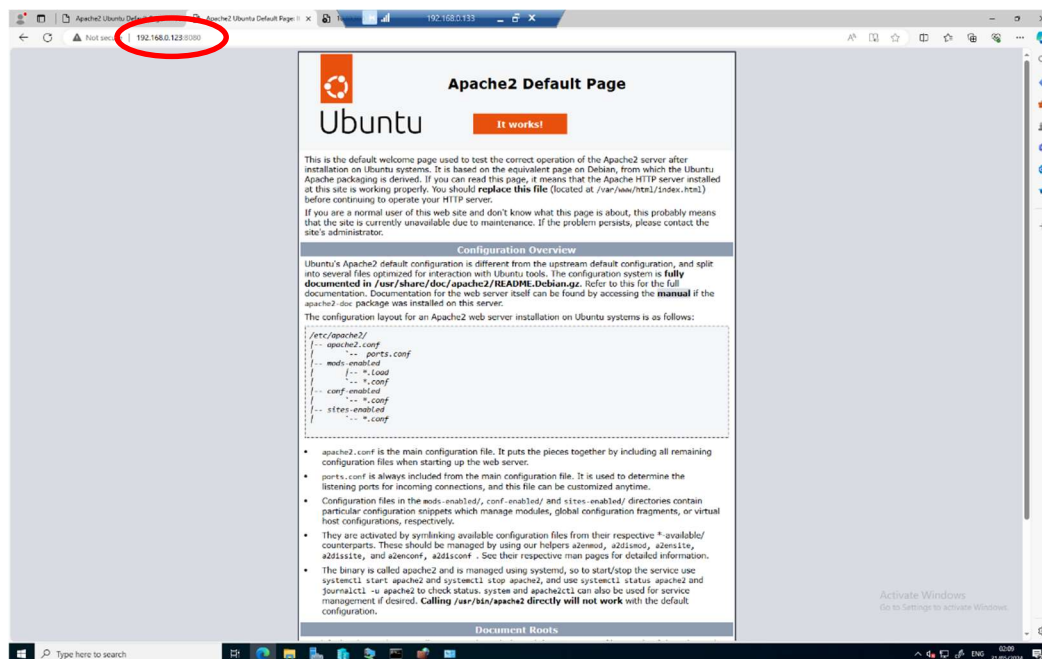 Apache2 Ubuntu Default
Apache2 Ubuntu Default Page: I
192.168.0.133
Not secure
192.168.0.123:8080
Apache2 Default Page
Ubuntu
It works!
This is the default welcome page used to test the correct operation of the Apache2 server after
installation on Ubuntu systems. It is based on the equivalent page on Debian, from which the Ubuntu
Apache packaging is derived. If you can read this page, it means that the Apache HTTP server installed
at this site is working properly. You should replace this file (located at /var/www/html/index.html)
before continuing to operate your HTTP server.
If you are a normal user of this web site and don't know what this page is about, this probably means
that the site is currently unavailable due to maintenance. If the problem persists, please contact the
site's administrator.
Configuration Overview
Ubuntu's Apache2 default configuration is different from the upstream default configuration, and split
into several files optimized for interaction with Ubuntu tools. The configuration system is fully
documented in /usr/share/doc/apache2/README.Debian.gz. Refer to this for the full
documentation. Documentation for the web server itself can be found by accessing the manual if the
apache2-doc package was installed on this server.
The configuration layout for an Apache2 web server installation on Ubuntu systems is as follows:
/etc/apache2/
|-- apache2.conf
|       `--  ports.conf
|-- mods-enabled
|       |-- *.load
|       `-- *.conf
|-- conf-enabled
|       `-- *.conf
|-- sites-enabled
|       `-- *.conf
• apache2.conf is the main configuration file. It puts the pieces together by including all remaining
configuration files when starting up the web server.
• ports.conf is always included from the main configuration file. It is used to determine the
listening ports for incoming connections, and this file can be customized anytime.
• Configuration files in the mods-enabled/, conf-enabled/ and sites-enabled/ directories contain
particular configuration snippets which manage modules, global configuration fragments, or virtual
host configurations, respectively.
• They are activated by symlinking available configuration files from their respective *-available/
counterparts. These should be managed by using our helpers a2enmod, a2dismod, a2ensite,
a2dissite, and a2enconf, a2disconf . See their respective man pages for detailed information.
• The binary is called apache2 and is managed using systemd, so to start/stop the service use
systemctl start apache2 and systemctl stop apache2, and use systemctl status apache2 and
journalctl -u apache2 to check status. system and apache2ctl can also be used for service
management if desired. Calling /usr/bin/apache2 directly will not work with the default
configuration.
Document Roots
Activate Windows
Go to Settings to activate Windows.
Type here to search
ENG
02:09
21/05/2024